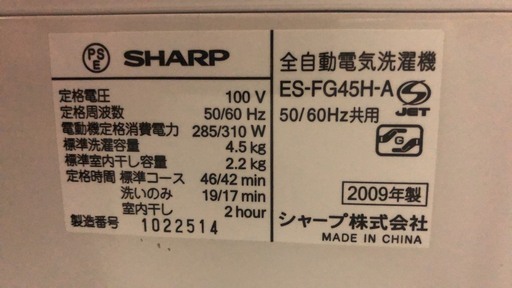 PSE
SHARP
全自動電気洗濯機
ES-FG45H-A
S JET
50/60Hz共用
定格電圧 100 V
定格周波数 50/60 Hz
電動機定格消費電力 285/310 W
標準洗濯容量 4.5 kg
標準室内干し容量 2.2 kg
定格時間 標準コース 46/42 min
洗いのみ 19/17 min
室内干し 2 hour
製造番号 1022514
G
2009年製
シャープ株式会社
MADE IN CHINA